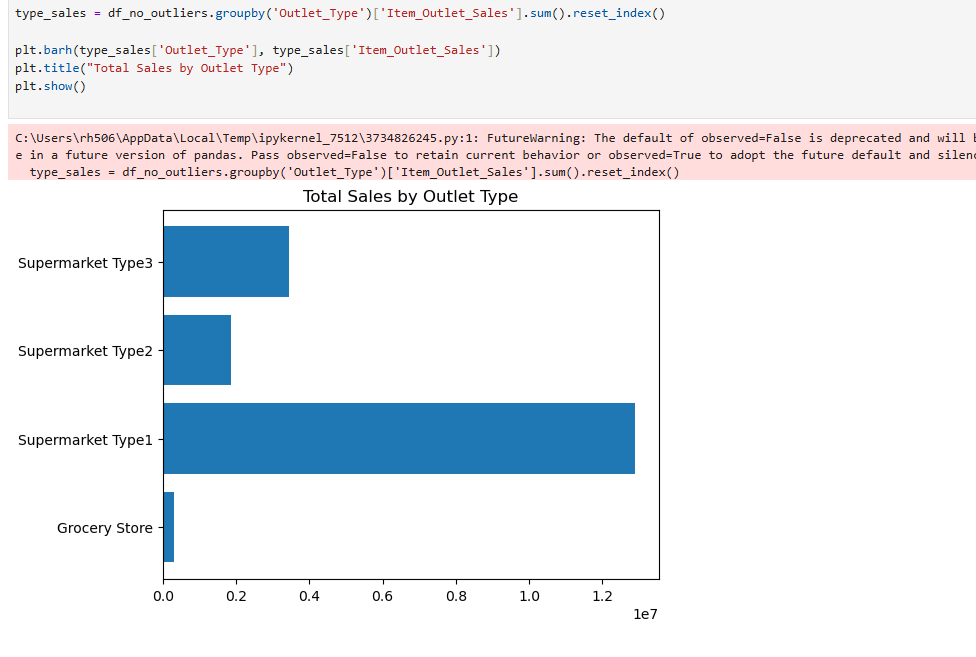 type_sales = df_no_outliers.groupby('Outlet_Type')['Item_Outlet_Sales'].sum().reset_index()
plt.barh(type_sales['Outlet_Type'], type_sales['Item_Outlet_Sales'])
plt.title("Total Sales by Outlet Type")
plt.show()
C:\Users\rh506\AppData\Local\Temp\ipykernel_7512\3734826245.py:1: FutureWarning: The default of observed=False is deprecated and will
e in a future version of pandas. Pass observed=False to retain current behavior or observed=True to adopt the future default and
type_sales = df_no_outliers.groupby('Outlet_Type')['Item_Outlet_Sales'].sum().reset_index()
Total Sales by Outlet Type
Supermarket Type3
Supermarket Type2
Supermarket Type1
Grocery Store
0.0 0.2 0.4 0.6 0.8 1.0 1.2
1e7